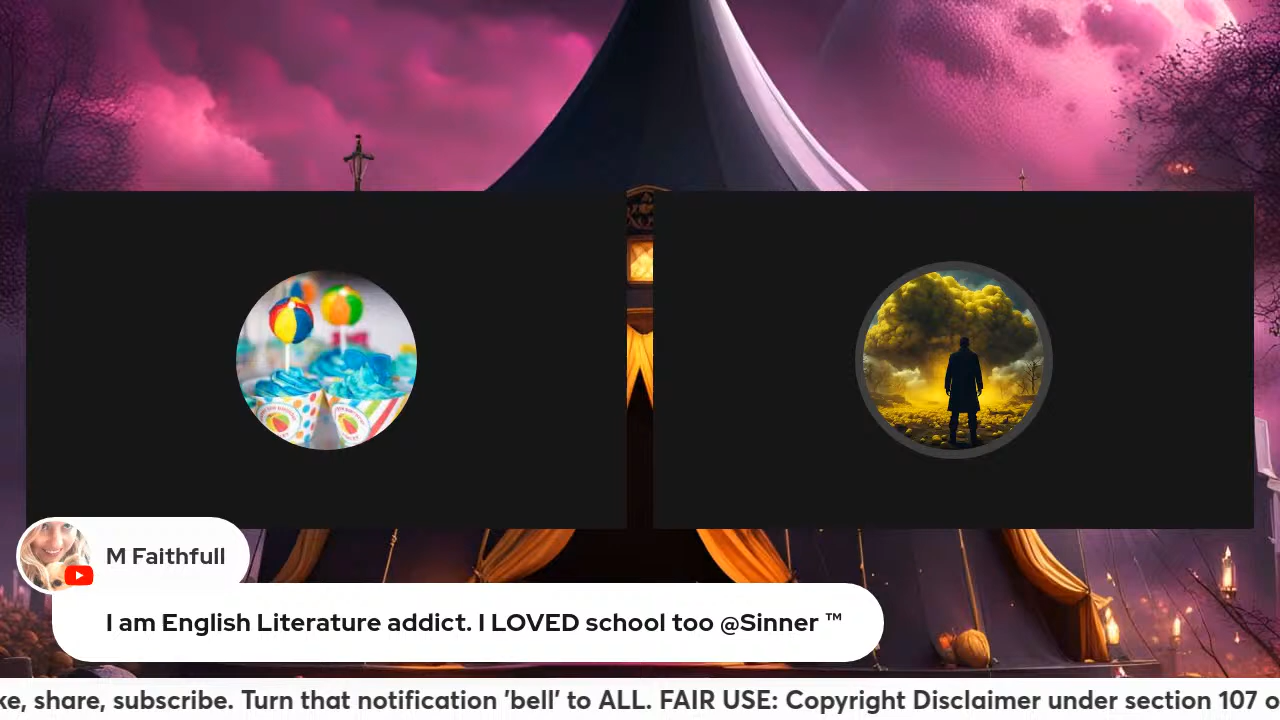 M Faithfull
I am English Literature addict. I LOVED school too @Sinner ™
ke, share, subscribe. Turn that notification 'bell' to ALL. FAIR USE: Copyright Disclaimer under section 107 o